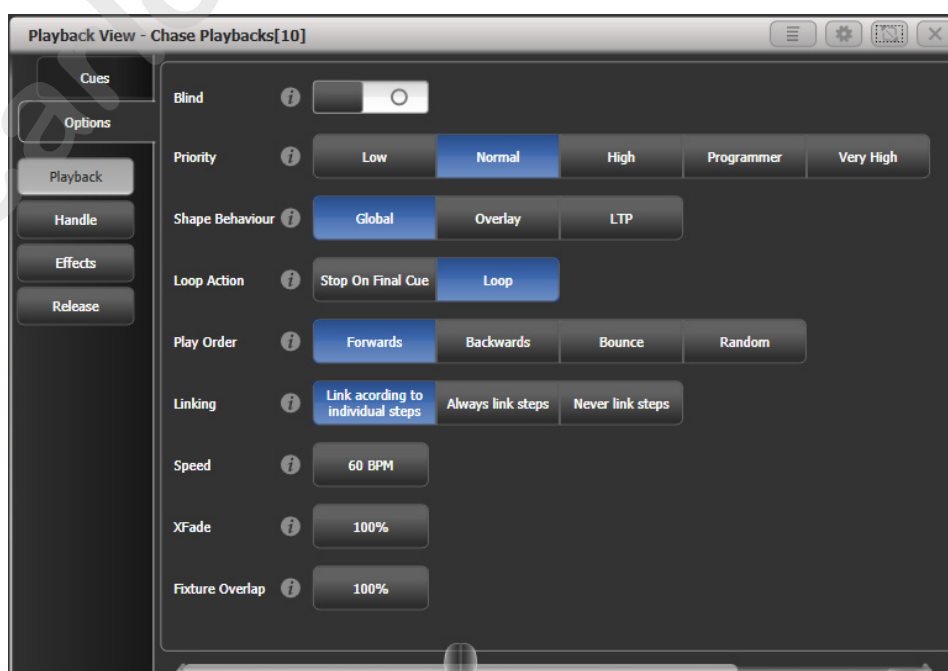 Playback View - Chase Playbacks[10]
Cues
Options
Playback
Handle
Effects
Release
Blind
Priority Low Normal High Programmer Very High
Shape Behaviour Global Overlay LTP
Loop Action Stop On Final Cue Loop
Play Order Forwards Backwards Bounce Random
Linking Link acording to individual steps Always link steps Never link steps
Speed 60 BPM
XFade 100%
Fixture Overlap 100%